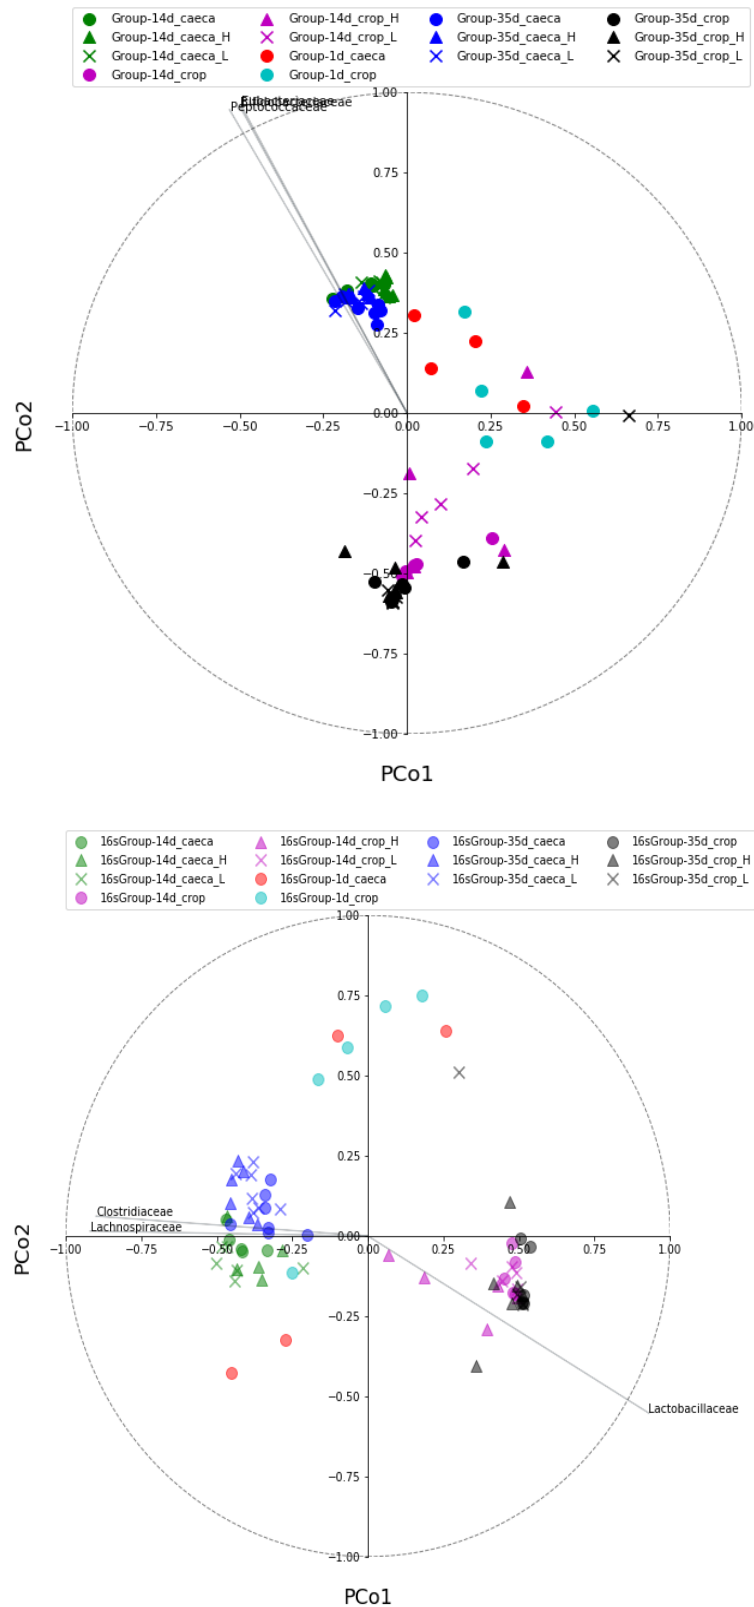 Group-14d_caeca Group-14d_crop_H Group-35d_caeca Group-35d_crop
Group-14d_caeca_H Group-14d_crop_L Group-35d_caeca_H Group-35d_crop_H
Group-14d_caeca_L Group-1d_caeca Group-35d_caeca_L Group-35d_crop_L
Group-14d_crop Group-1d_crop
1.00
Peptococcaceae
0.75
0.50
0.25
PCo2
0.00
−1.00 −0.75 −0.50 −0.25 0.25 0.50 0.75 1.00
−0.25
−0.50
−0.75
−1.00
PCo1
16sGroup-14d_caeca 16sGroup-14d_crop_H 16sGroup-35d_caeca 16sGroup-35d_crop
16sGroup-14d_caeca_H 16sGroup-14d_crop_L 16sGroup-35d_caeca_H 16sGroup-35d_crop_H
16sGroup-14d_caeca_L 16sGroup-1d_caeca 16sGroup-35d_caeca_L 16sGroup-35d_crop_L
16sGroup-14d_crop 16sGroup-1d_crop
1.00
0.75
0.50
0.25
Clostridiaceae
Lachnospiraceae
PCo2
0.00
−1.00 −0.75 −0.50 −0.25 0.00 0.25 0.50 0.75 1.00
−0.25
−0.50
Lactobacillaceae
−0.75
−1.00
PCo1